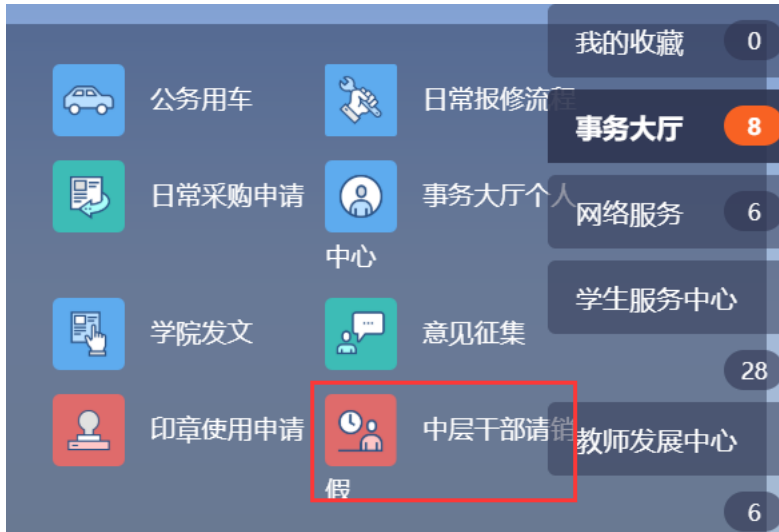 我的收藏 0
公务用车 日常报修流程
事务大厅 8
日常采购申请 事务大厅个人
网络服务 6
中心
学生服务中心
学院发文 意见征集
28
印章使用申请 中层干部请销
教师发展中心
假
6